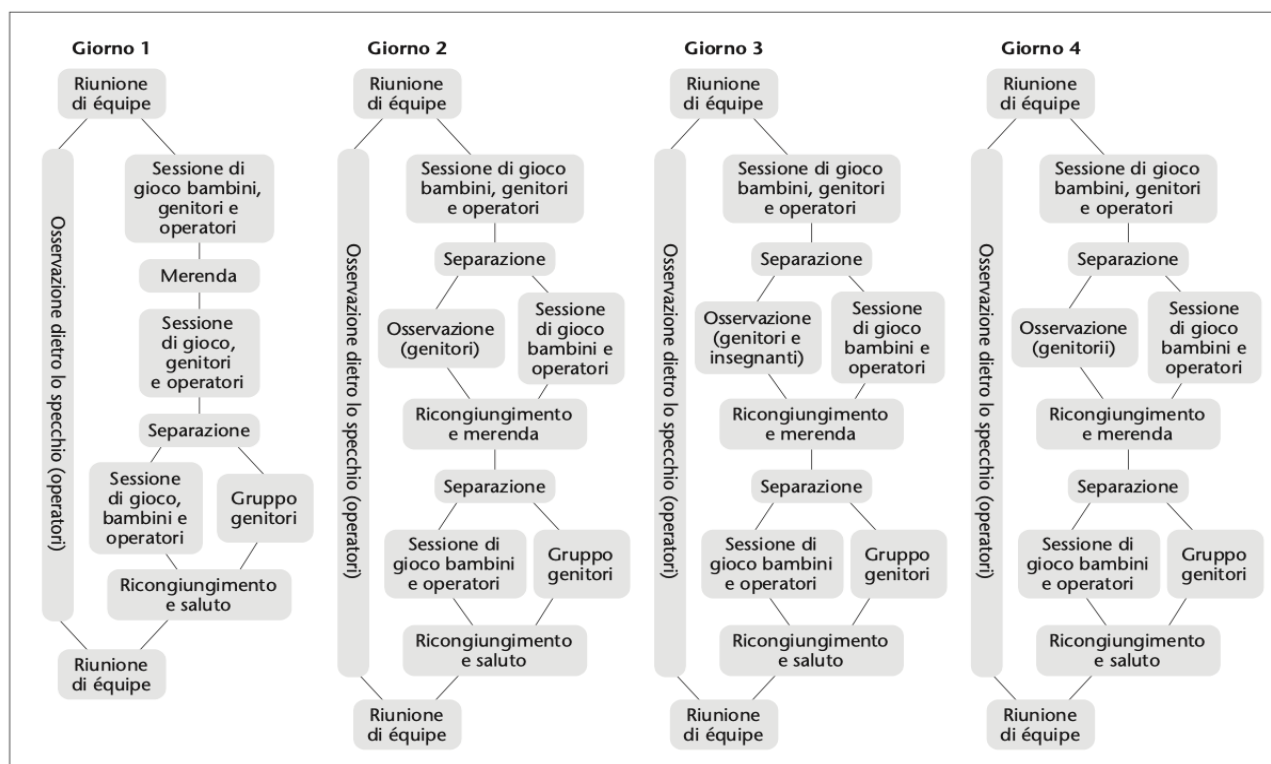 Giorno 1
Riunione
di équipe
Osservazione dietro lo specchio (operatori)
Sessione di
gioco bambini,
genitori e
operatori
Merenda
Sessione
di gioco,
genitori
e operatori
Separazione
Sessione
di gioco,
bambini e
operatori
Gruppo
genitori
Ricongiungimento
e saluto
Riunione
di équipe
Giorno 2
Riunione
di équipe
Osservazione dietro lo specchio (operatori)
Sessione di gioco
bambini, genitori
e operatori
Separazione
Osservazione
(genitori)
Sessione
di gioco
bambini e
operatori
Ricongiungimento
e merenda
Separazione
Sessione di
gioco bambini
e operatori
Gruppo
genitori
Ricongiungimento
e saluto
Riunione
di équipe
Giorno 3
Riunione
di équipe
Osservazione dietro lo specchio (operatori)
Sessione di gioco
bambini, genitori
e operatori
Separazione
Osservazione
(genitori e
insegnanti)
Sessione
di gioco
bambini e
operatori
Ricongiungimento
e merenda
Separazione
Sessione di
gioco bambini
e operatori
Gruppo
genitori
Ricongiungimento
e saluto
Riunione
di équipe
Giorno 4
Riunione
di équipe
Osservazione dietro lo specchio (operatori)
Sessione di gioco
bambini, genitori
e operatori
Separazione
Osservazione
(genitorii)
Sessione
di gioco
bambini e
operatori
Ricongiungimento
e merenda
Separazione
Sessione di
gioco bambini
e operatori
Gruppo
genitori
Ricongiungimento
e saluto
Riunione
di équipe